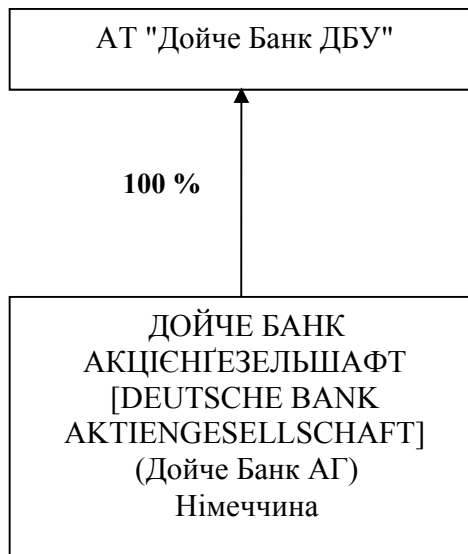 АТ "Дойче Банк ДБУ"
100 %
ДОЙЧЕ БАНК
АКЦІЄНҐЕЗЕЛЬШАФТ
[DEUTSCHE BANK
AKTIENGESELLSCHAFT]
(Дойче Банк АГ)
Німеччина